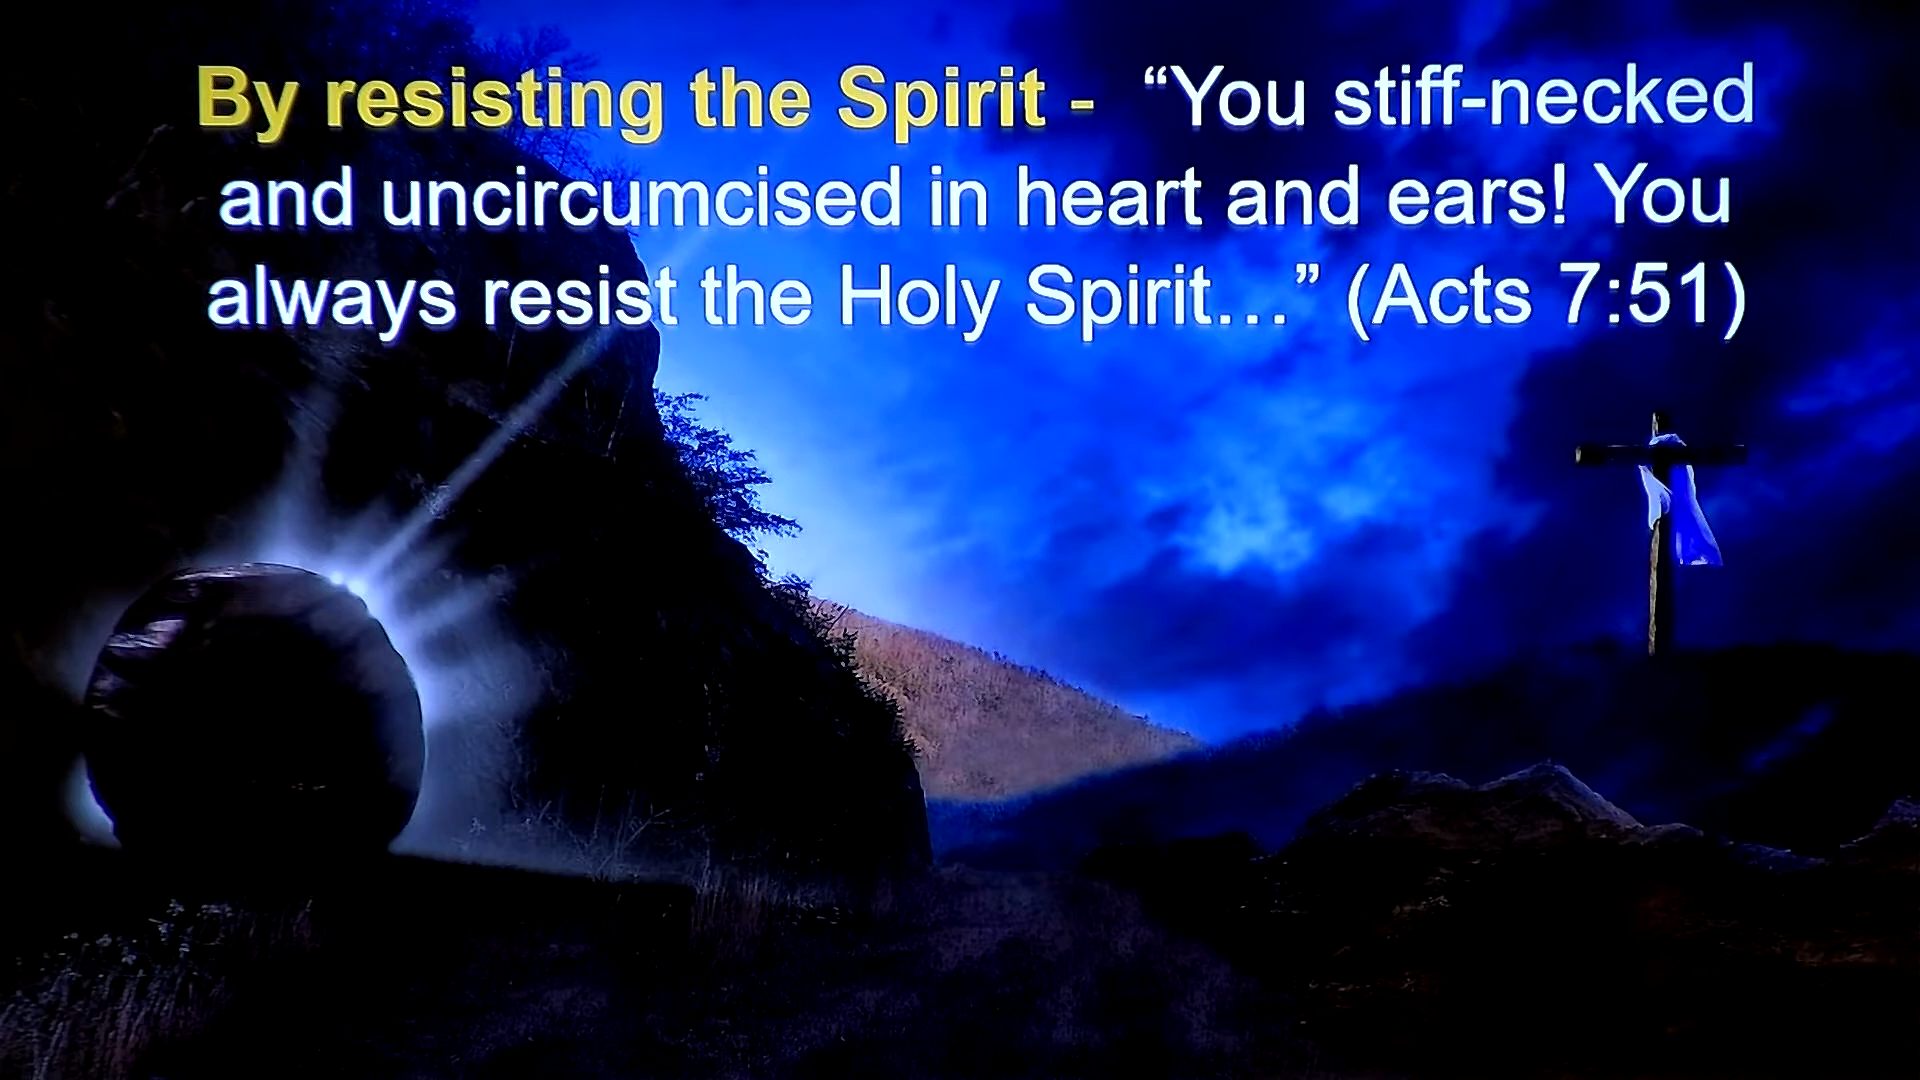 By resisting the Spirit - “You stiff-necked
and uncircumcised in heart and ears! You
always resist the Holy Spirit…” (Acts 7:51)